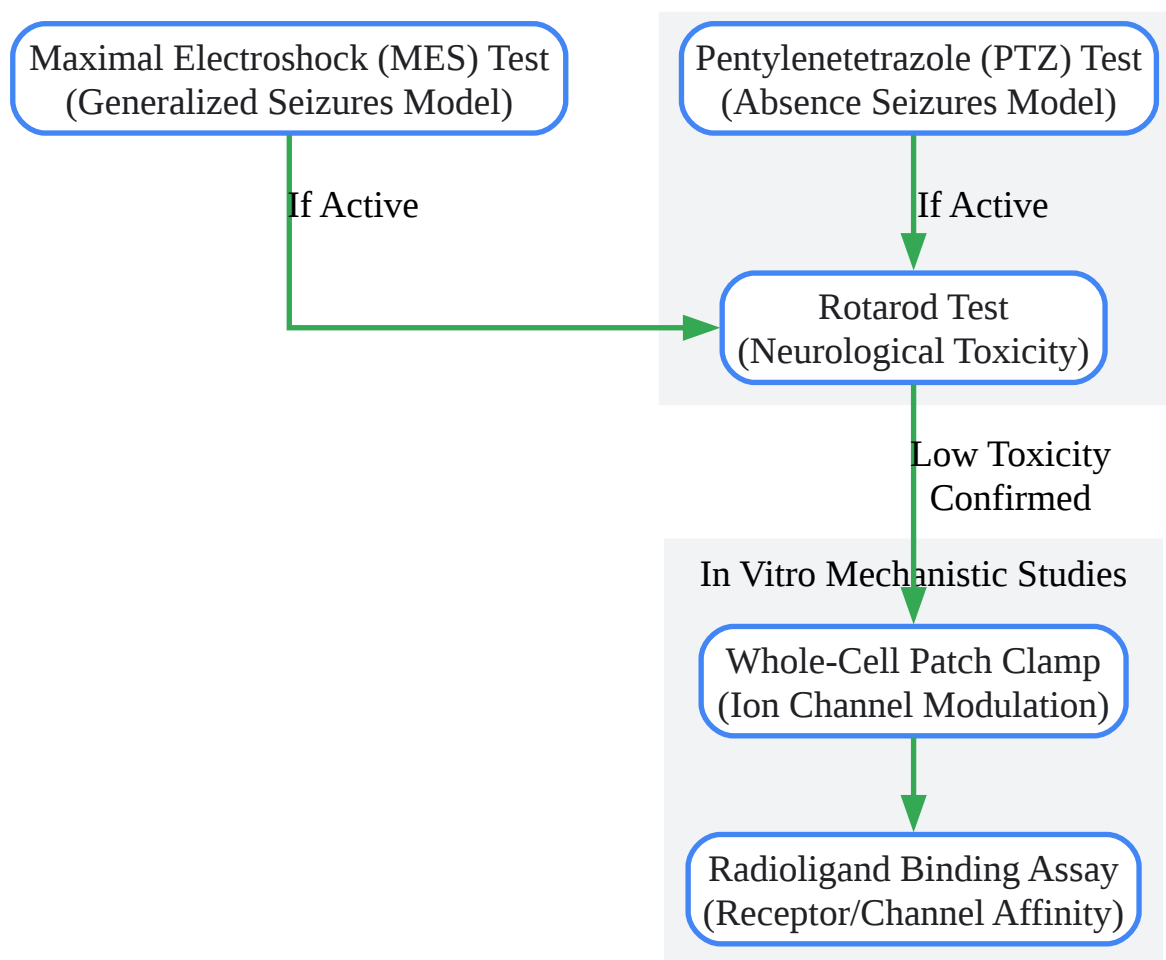 Maximal Electroshock (MES) Test
(Generalized Seizures Model)
Pentylenetetrazole (PTZ) Test
(Absence Seizures Model)
If Active
If Active
Rotarod Test
(Neurological Toxicity)
Low Toxicity
Confirmed
In Vitro Mechanistic Studies
Whole-Cell Patch Clamp
(Ion Channel Modulation)
Radioligand Binding Assay
(Receptor/Channel Affinity)